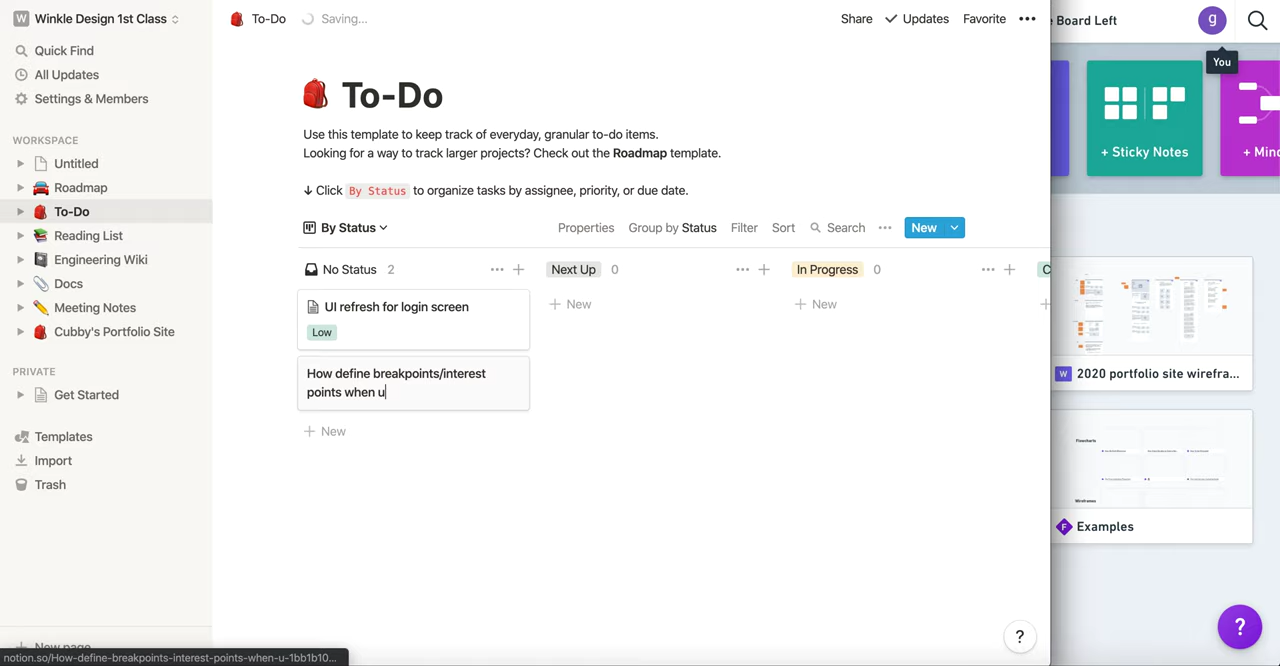 W Winkle Design 1st Class
Quick Find
All Updates
Settings & Members
WORKSPACE
Untitled
Roadmap
To-Do
Reading List
Engineering Wiki
Docs
Meeting Notes
Cubby's Portfolio Site
PRIVATE
Get Started
Templates
Import
Trash
New page
notion.so/How-define-breakpoints-interest-points-when-u-1bb1b10...
To-Do Saving...
Share Updates Favorite
To-Do
Use this template to keep track of everyday, granular to-do items.
Looking for a way to track larger projects? Check out the Roadmap template.
↓ Click By Status to organize tasks by assignee, priority, or due date.
By Status
Properties Group by Status Filter Sort Search New
No Status 2
Next Up 0
In Progress 0
C
UI refresh for login screen
Low
How define breakpoints/interest
points when u
+ New
+ New
+ New
?
e Board Left
g
You
+ Sticky Notes
+ Mind
W 2020 portfolio site wirefra...
Flowcharts
Wireframes
F Examples
?